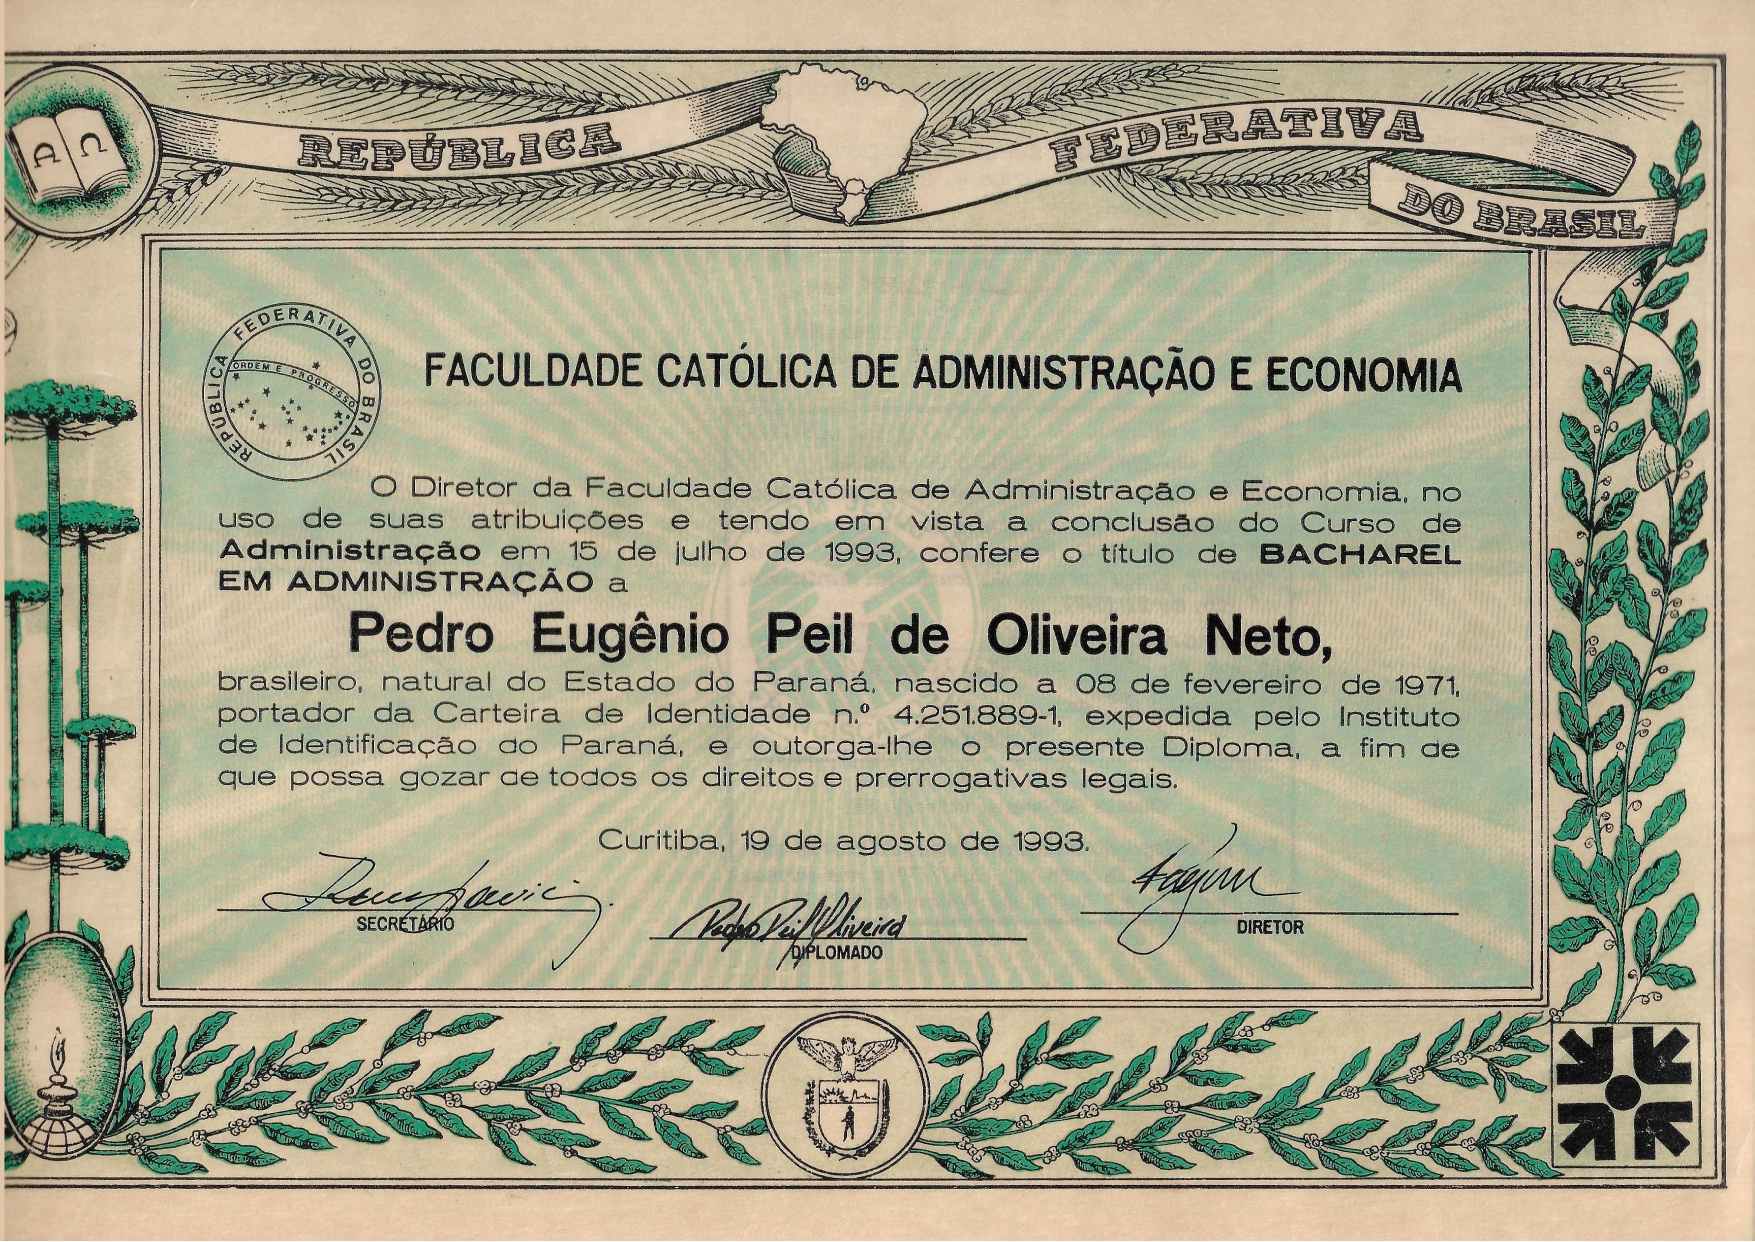 REPÚBLICA FEDERATIVA
DO BRASIL
REPÚBLICA FEDERATIVA DO BRASIL
ORDEM E PROGRESSO
FACULDADE CATÓLICA DE ADMINISTRAÇÃO E ECONOMIA
O Diretor da Faculdade Católica de Administração e Economia, no
uso de suas atribuições e tendo em vista a conclusão do Curso de
Administração em 15 de julho de 1993, confere o título de BACHAREL
EM ADMINISTRAÇÃO a
Pedro Eugênio Peil de Oliveira Neto,
brasileiro, natural do Estado do Paraná, nascido a 08 de fevereiro de 1971,
portador da Carteira de Identidade n.º 4.251.889-1, expedida pelo Instituto
de Identificação do Paraná, e outorga-lhe o presente Diploma, a fim de
que possa gozar de todos os direitos e prerrogativas legais.
Curitiba, 19 de agosto de 1993.
Pedro Peil Oliveira
SECRETÁRIO
DIPLOMADO
DIRETOR